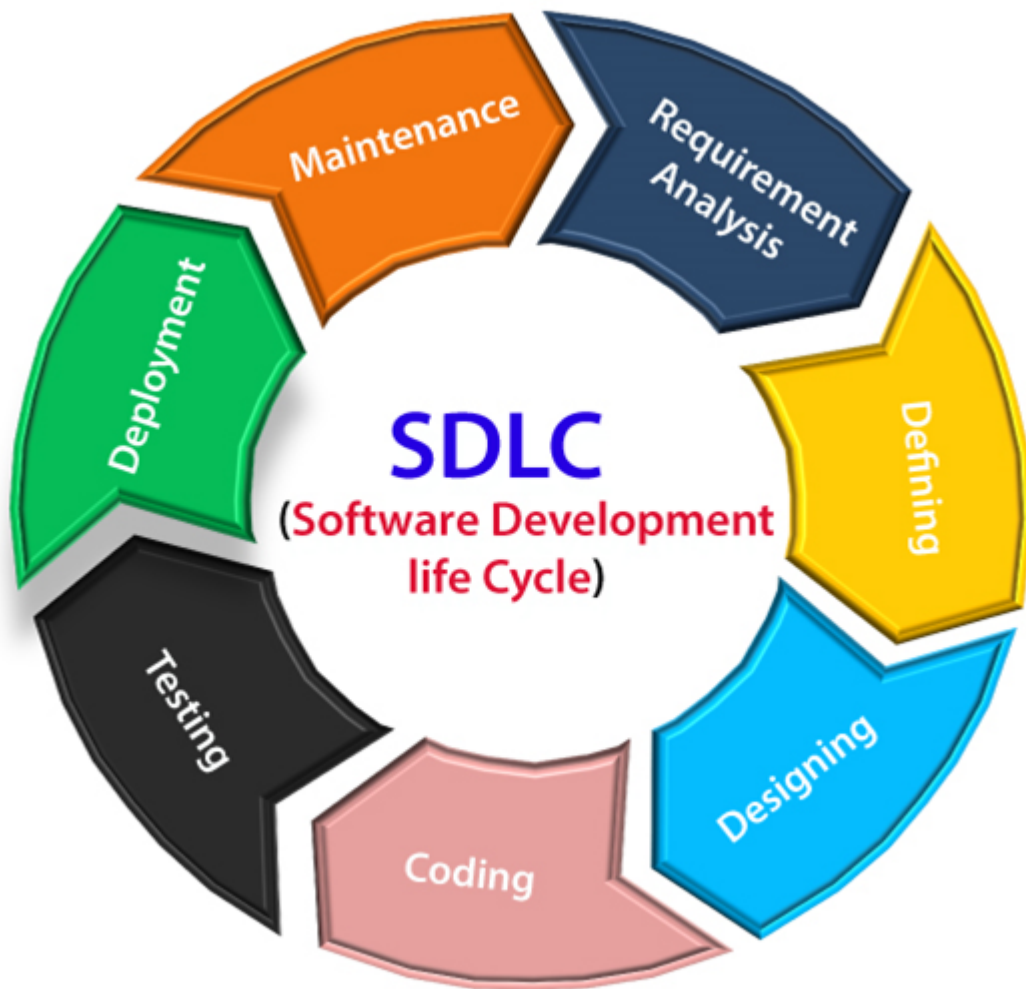 SDLC
(Software Development
life Cycle)
Requirement
Analysis
Defining
Designing
Coding
Testing
Deployment
Maintenance